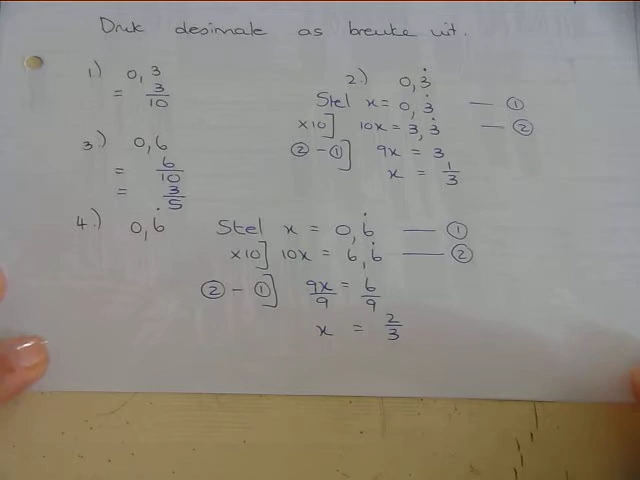 Druk desimale as breuke uit.
1) 0,3
= 3/10
2.) 0,3̇
Stel x = 0,3̇ — ①
×10] 10x = 3,3̇ — ②
② - ①] 9x = 3
x = 1/3
3.) 0,6
= 6/10
= 3/5
4.) 0,6̇
Stel x = 0,6̇ — ①
×10] 10x = 6,6̇ — ②
② - ①] 9x/9 = 6/9
x = 2/3